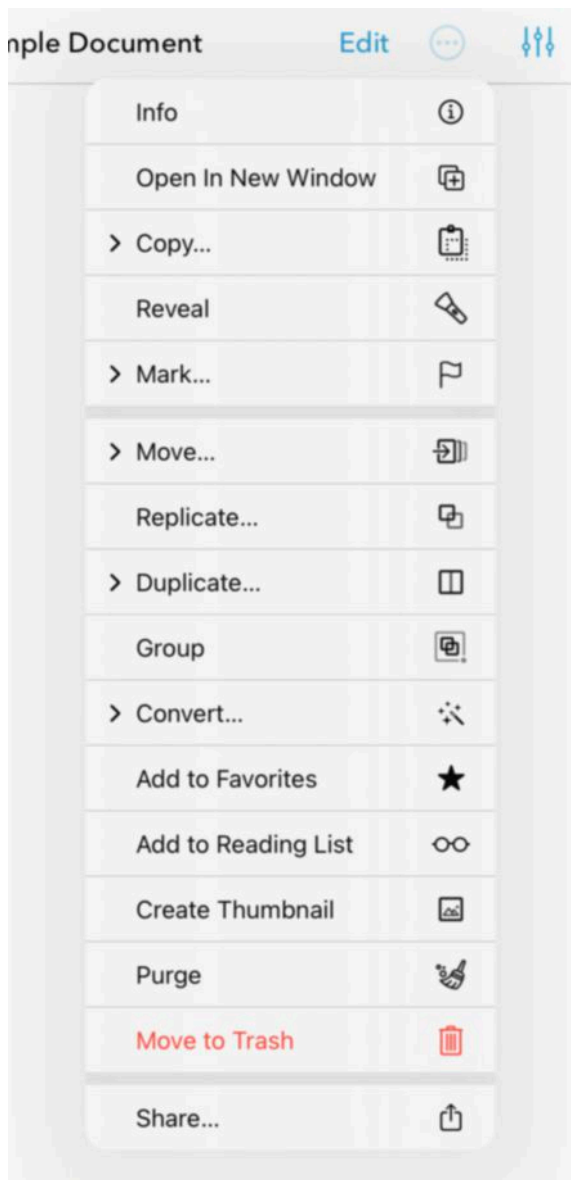 mple Document
Edit
Info
Open In New Window
Copy...
Reveal
Mark...
Move...
Replicate...
Duplicate...
Group
Convert...
Add to Favorites
Add to Reading List
Create Thumbnail
Purge
Move to Trash
Share...